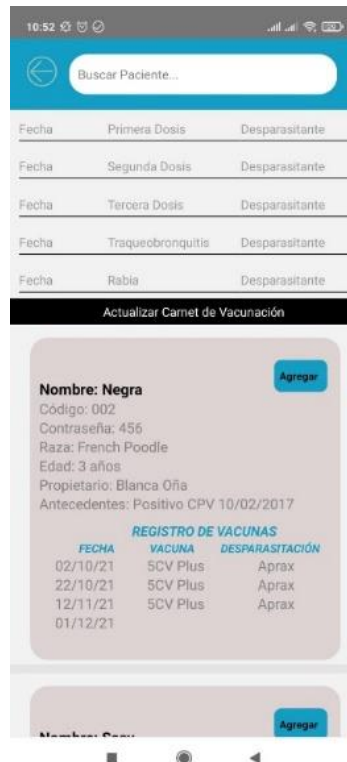 10:52
Buscar Paciente...
Fecha Primera Dosis Desparasitante
Fecha Segunda Dosis Desparasitante
Fecha Tercera Dosis Desparasitante
Fecha Traqueobronquitis Desparasitante
Fecha Rabia Desparasitante
Actualizar Carnet de Vacunación
Agregar
Nombre: Negra
Código: 002
Contraseña: 456
Raza: French Poodle
Edad: 3 años
Propietario: Blanca Oña
Antecedentes: Positivo CPV 10/02/2017
REGISTRO DE VACUNAS
FECHA VACUNA DESPARASITACIÓN
02/10/21 5CV Plus Aprax
22/10/21 5CV Plus Aprax
12/11/21 5CV Plus Aprax
01/12/21
Agregar
Nombre: